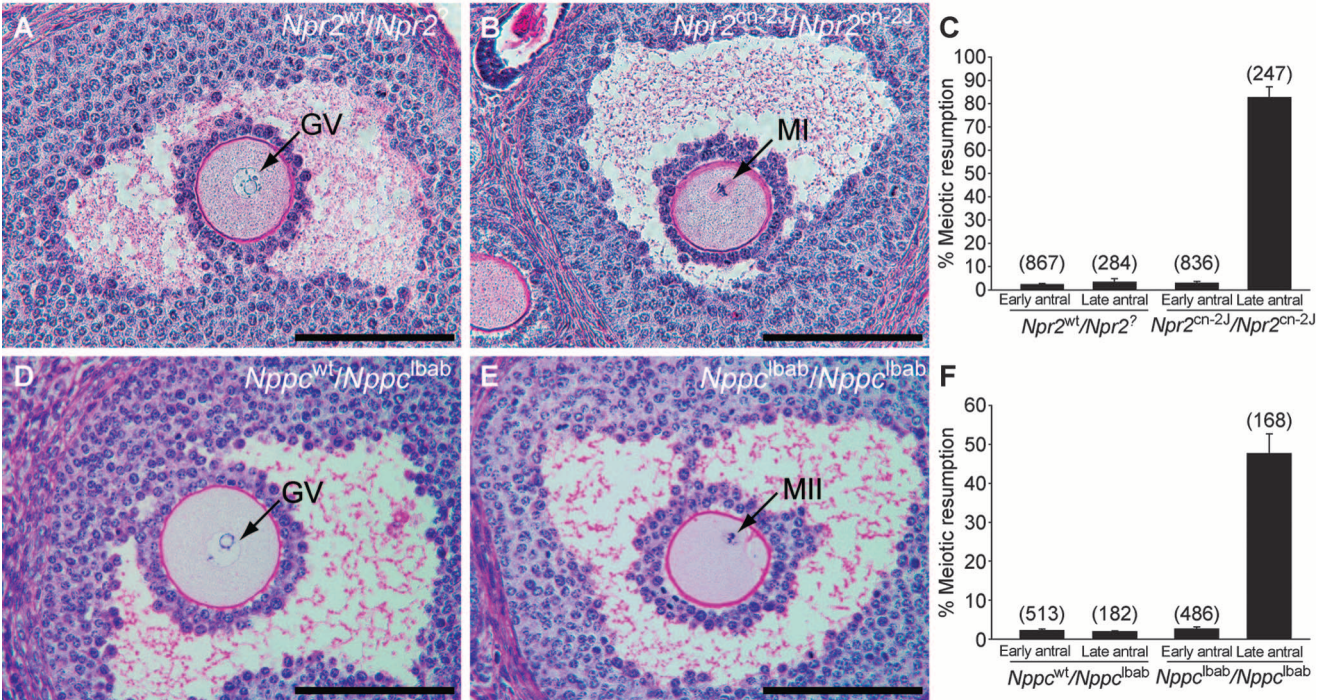 A
Npr2wt/Npr2?
GV
B
Npr2cn-2J/Npr2cn-2J
MI
C
% Meiotic resumption
100
90
80
70
60
50
40
30
20
10
0
(867)
(284)
(836)
(247)
Early antral Late antral Early antral Late antral
Npr2wt/Npr2? Npr2cn-2J/Npr2cn-2J
D
Nppcwt/Nppclbab
GV
E
Nppclbab/Nppclbab
MII
F
% Meiotic resumption
60
50
40
30
20
10
0
(513)
(182)
(486)
(168)
Early antral Late antral Early antral Late antral
Nppcwt/Nppclbab Nppclbab/Nppclbab